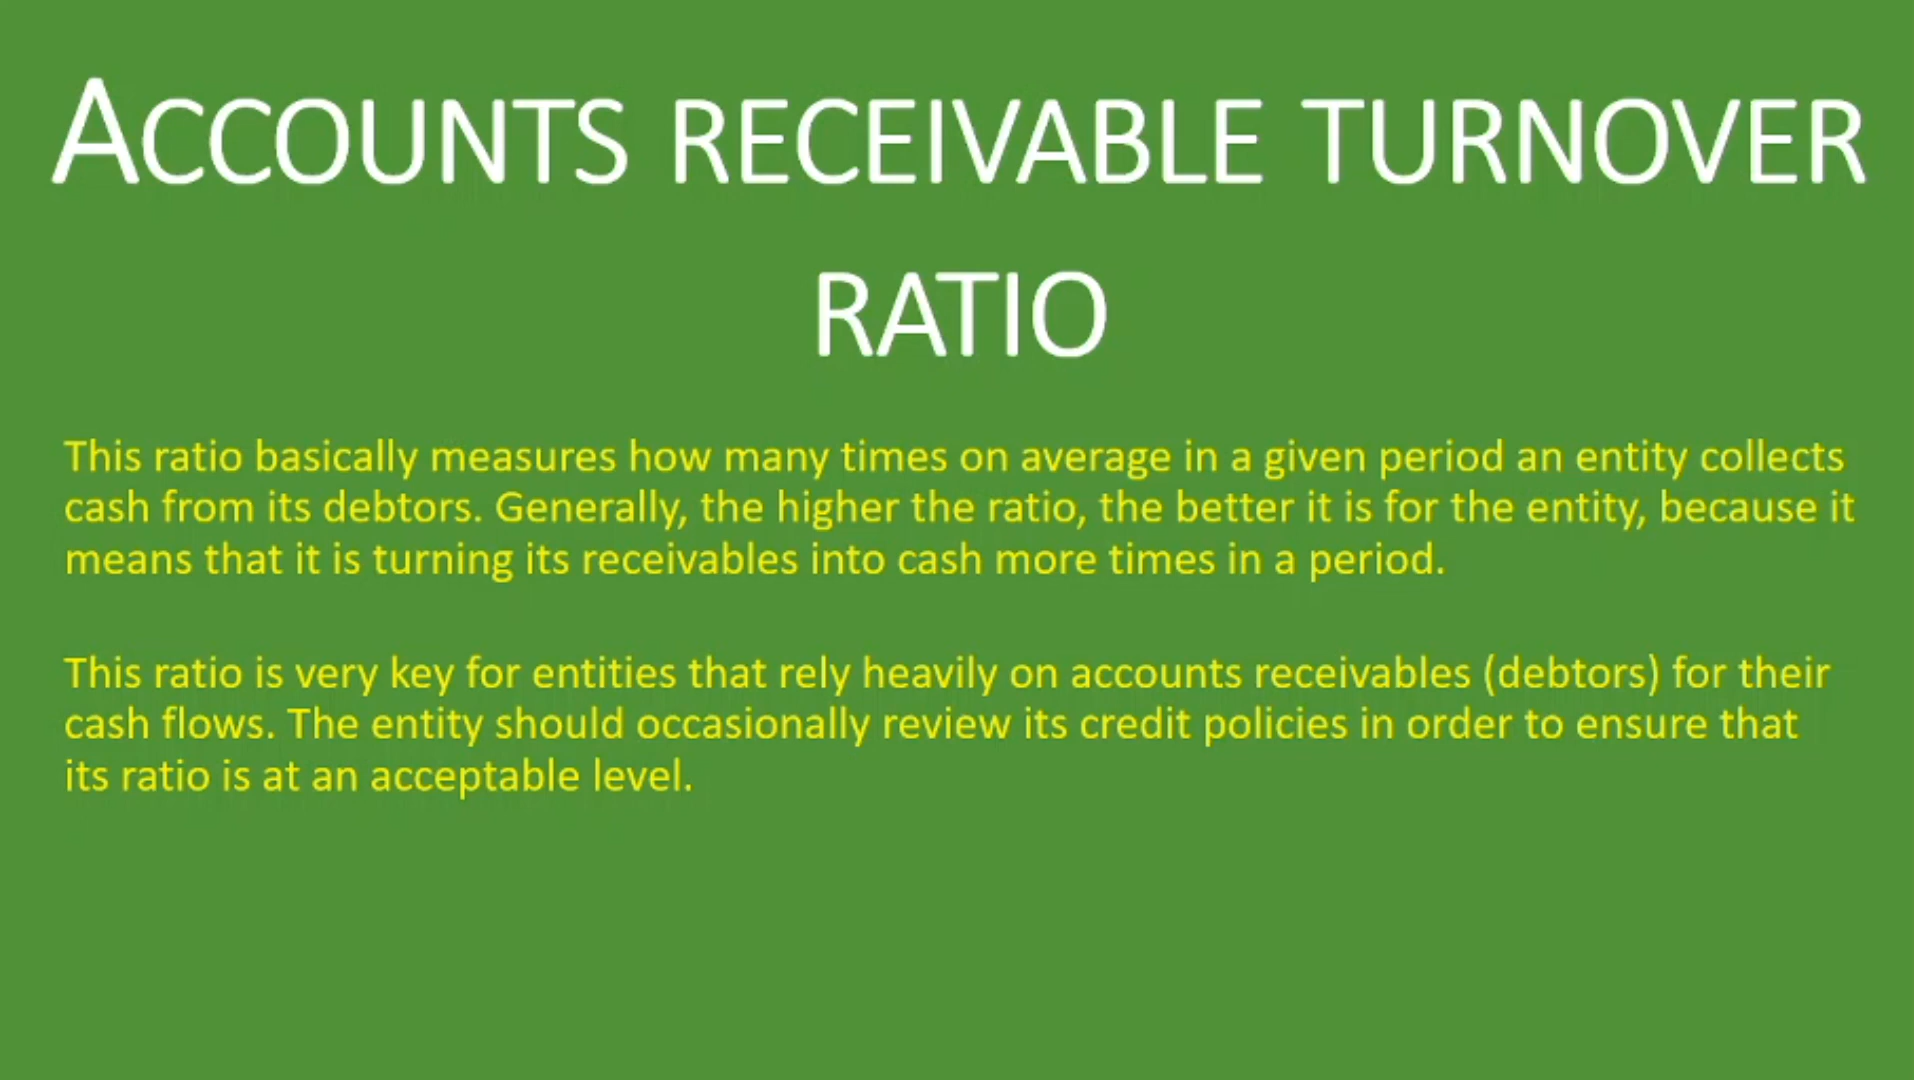 ACCOUNTS RECEIVABLE TURNOVER
RATIO
This ratio basically measures how many times on average in a given period an entity collects
cash from its debtors. Generally, the higher the ratio, the better it is for the entity, because it
means that it is turning its receivables into cash more times in a period.
This ratio is very key for entities that rely heavily on accounts receivables (debtors) for their
cash flows. The entity should occasionally review its credit policies in order to ensure that
its ratio is at an acceptable level.